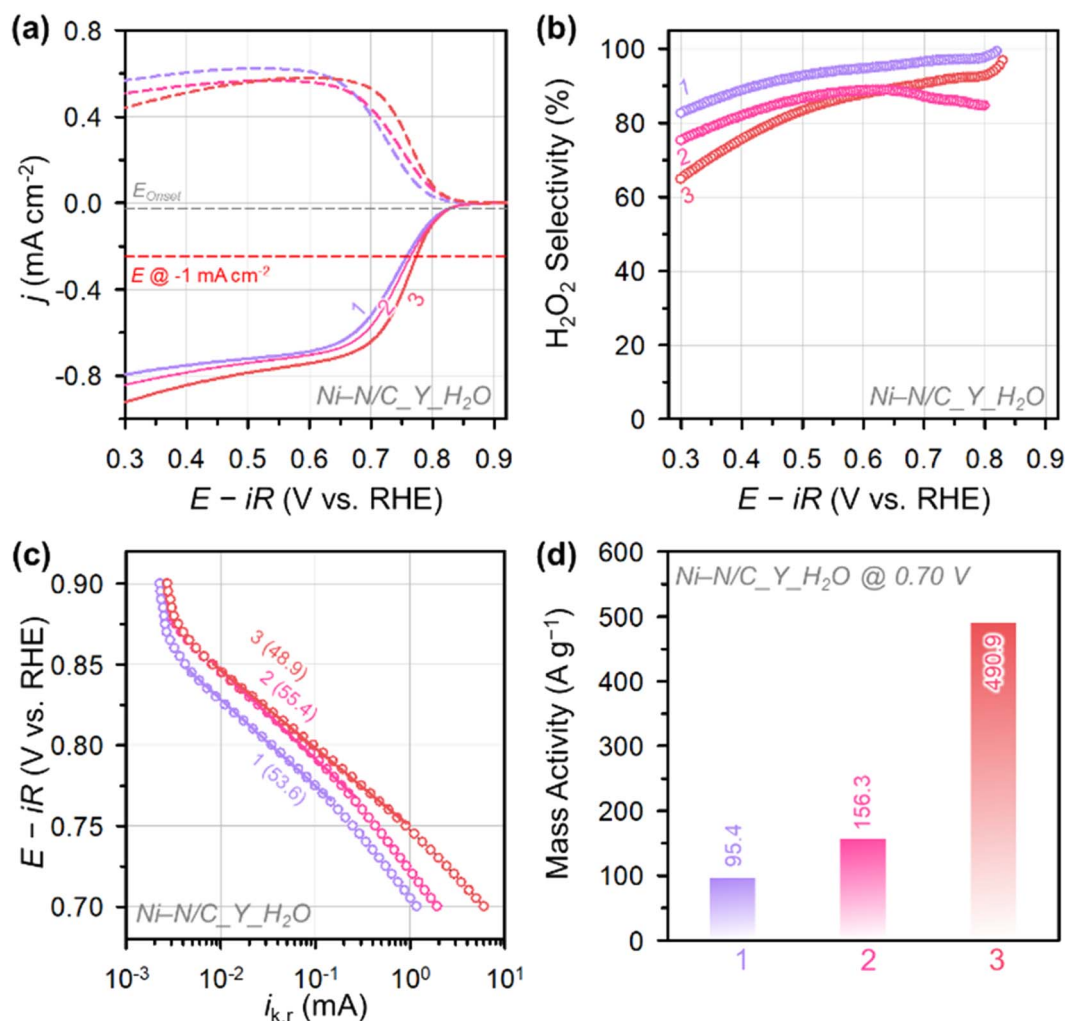 (a)
0.8
0.4
0.0
-0.4
-0.8
j (mA cm⁻²)
E_Onset
E @ -1 mA cm⁻²
1
2
3
Ni–N/C_Y_H₂O
0.3 0.4 0.5 0.6 0.7 0.8 0.9
E − iR (V vs. RHE)
(b)
100
80
60
40
20
0
H₂O₂ Selectivity (%)
1
2
3
Ni–N/C_Y_H₂O
0.3 0.4 0.5 0.6 0.7 0.8 0.9
E − iR (V vs. RHE)
(c)
0.90
0.85
0.80
0.75
0.70
E − iR (V vs. RHE)
3 (48.9)
2 (55.4)
1 (53.6)
Ni–N/C_Y_H₂O
10⁻³ 10⁻² 10⁻¹ 10⁰ 10¹
i_k,r (mA)
(d)
600
500
400
300
200
100
0
Mass Activity (A g⁻¹)
Ni–N/C_Y_H₂O @ 0.70 V
95.4
156.3
490.9
1 2 3